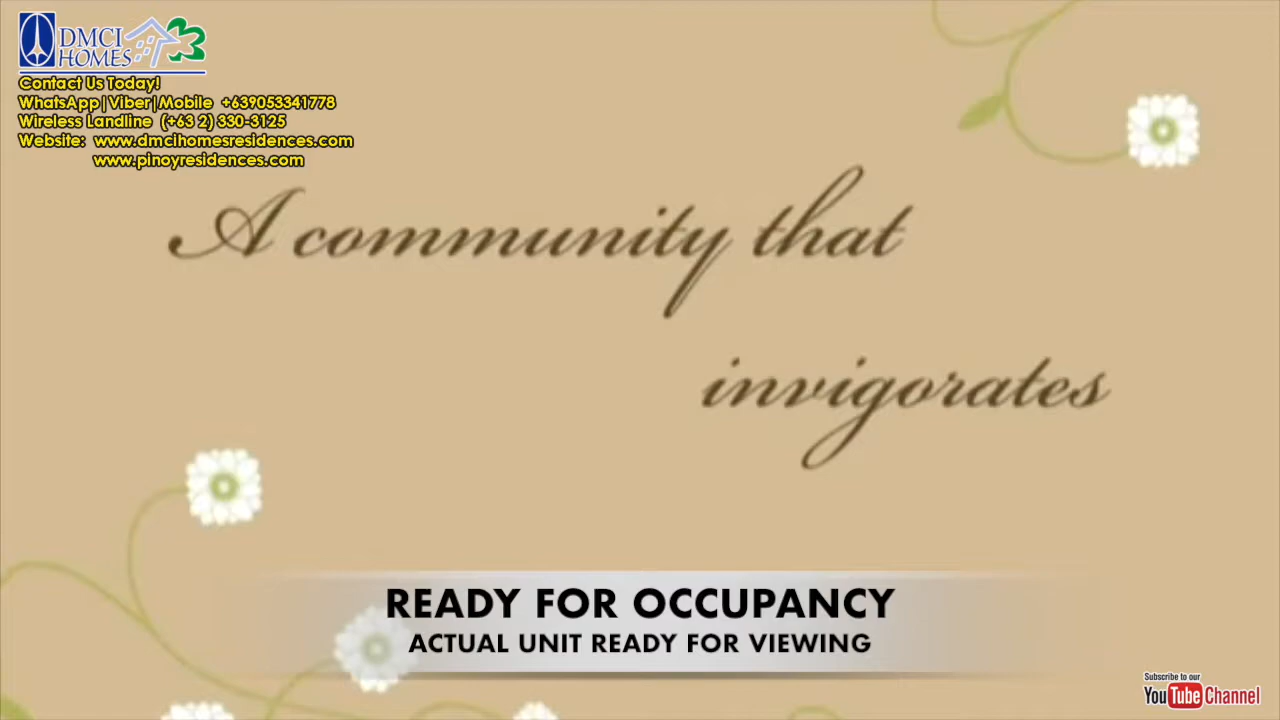 DMCI
HOMES
Contact Us Today!
WhatsApp|Viber|Mobile +639053341778
Wireless Landline (+63 2) 330-3125
Website: www.dmcihomesresidences.com
www.pinoyresidences.com
A community that
invigorates
READY FOR OCCUPANCY
ACTUAL UNIT READY FOR VIEWING
Subscribe to our
YouTube Channel